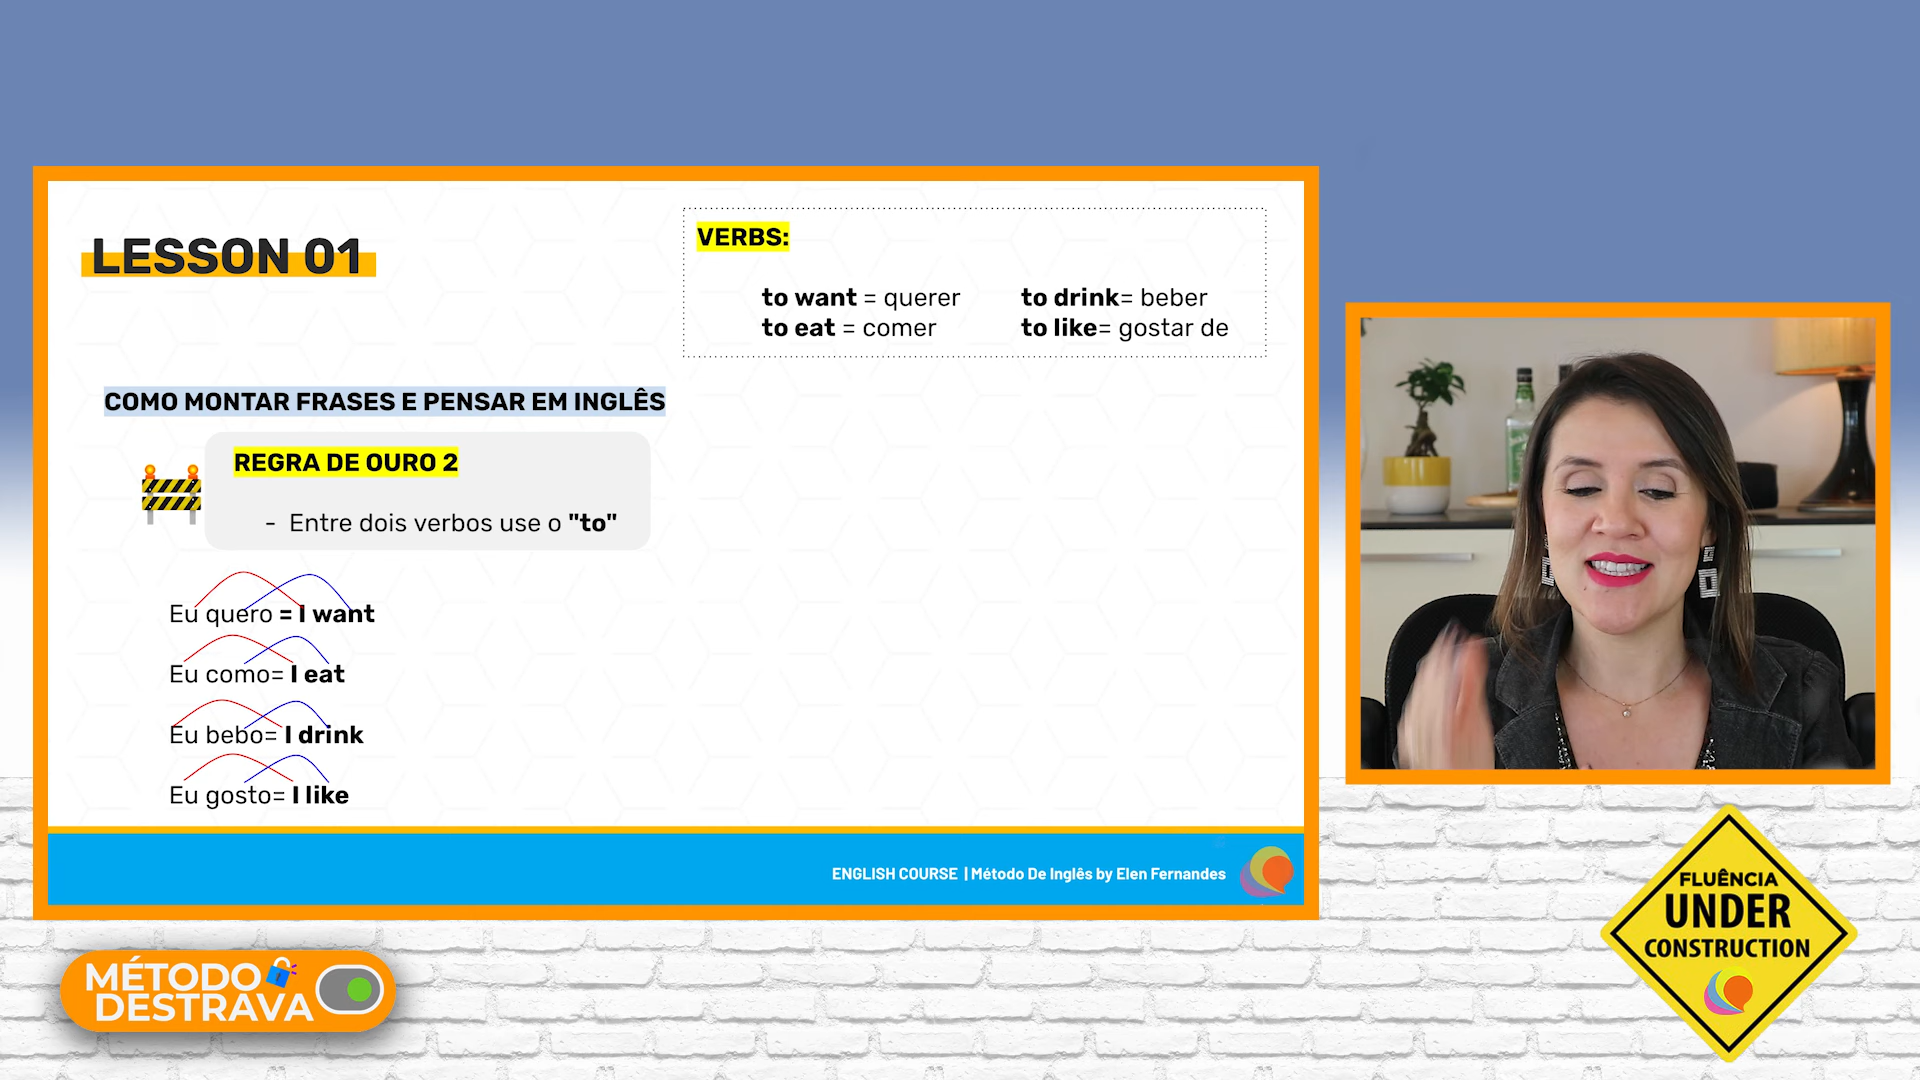 LESSON 01
VERBS:
to want = querer
to drink= beber
to eat = comer
to like= gostar de
COMO MONTAR FRASES E PENSAR EM INGLÊS
REGRA DE OURO 2
- Entre dois verbos use o "to"
Eu quero = I want
Eu como= I eat
Eu bebo= I drink
Eu gosto= I like
ENGLISH COURSE | Método De Inglês by Elen Fernandes
MÉTODO
DESTRAVA
FLUÊNCIA
UNDER
CONSTRUCTION